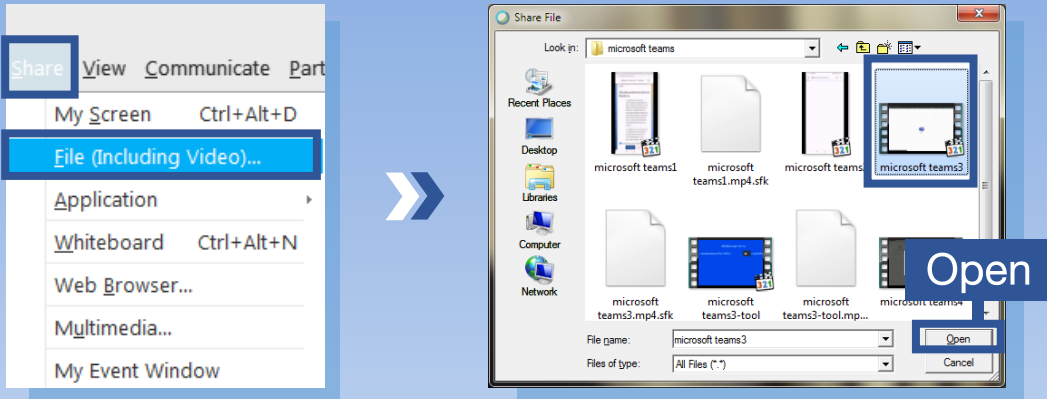 Share View Communicate Part
My Screen Ctrl+Alt+D
File (Including Video)...
Application
Whiteboard Ctrl+Alt+N
Web Browser...
Multimedia...
My Event Window
Share File
Look in: microsoft teams
Recent Places
Desktop
Libraries
Computer
Network
microsoft teams1
microsoft
teams1.mp4.sfk
microsoft teams
microsoft teams3
microsoft
teams3.mp4.sfk
microsoft
teams3-tool
microsoft
teams3-tool.mp...
microsoft teams4
Open
File name: microsoft teams3 Open
Files of type: All Files (*.*) Cancel